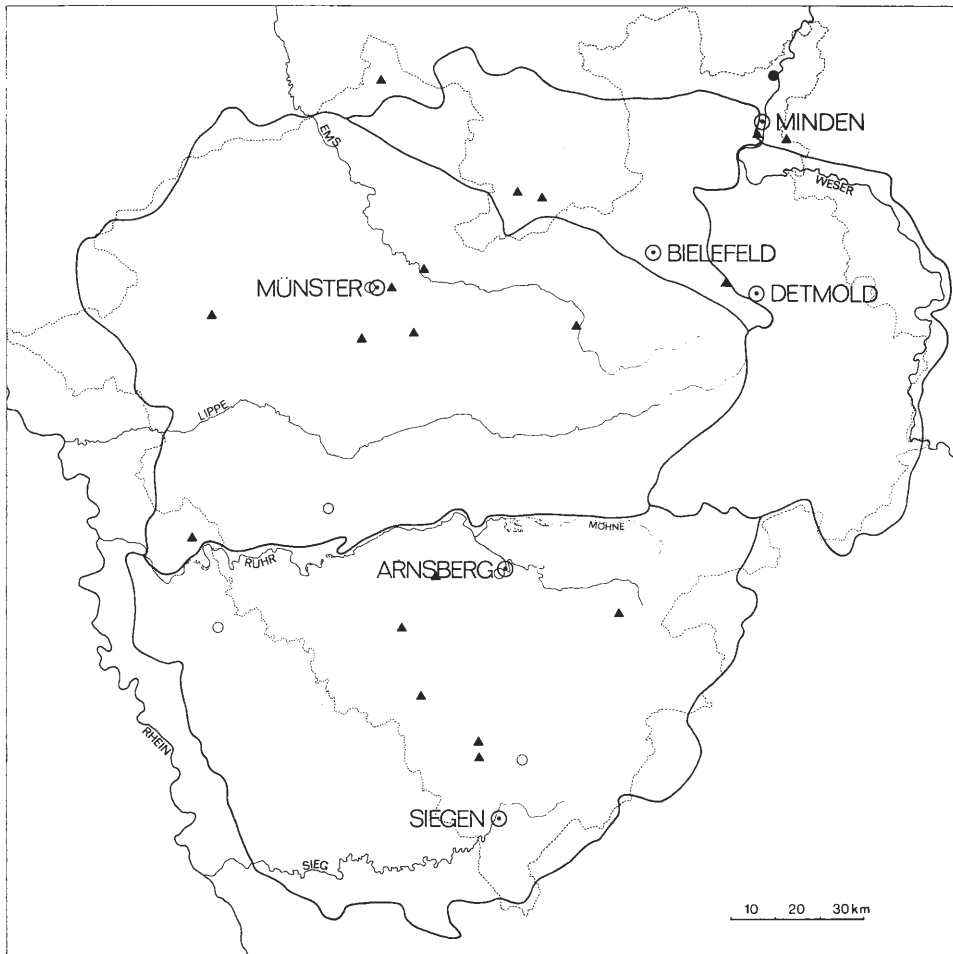 MINDEN
EMS
WESER
BIELEFELD
MÜNSTER
DETMOLD
LIPPE
MÖHNE
RUHR
ARNSBERG
RHEIN
SIEGEN
SIEG
10 20 30 km